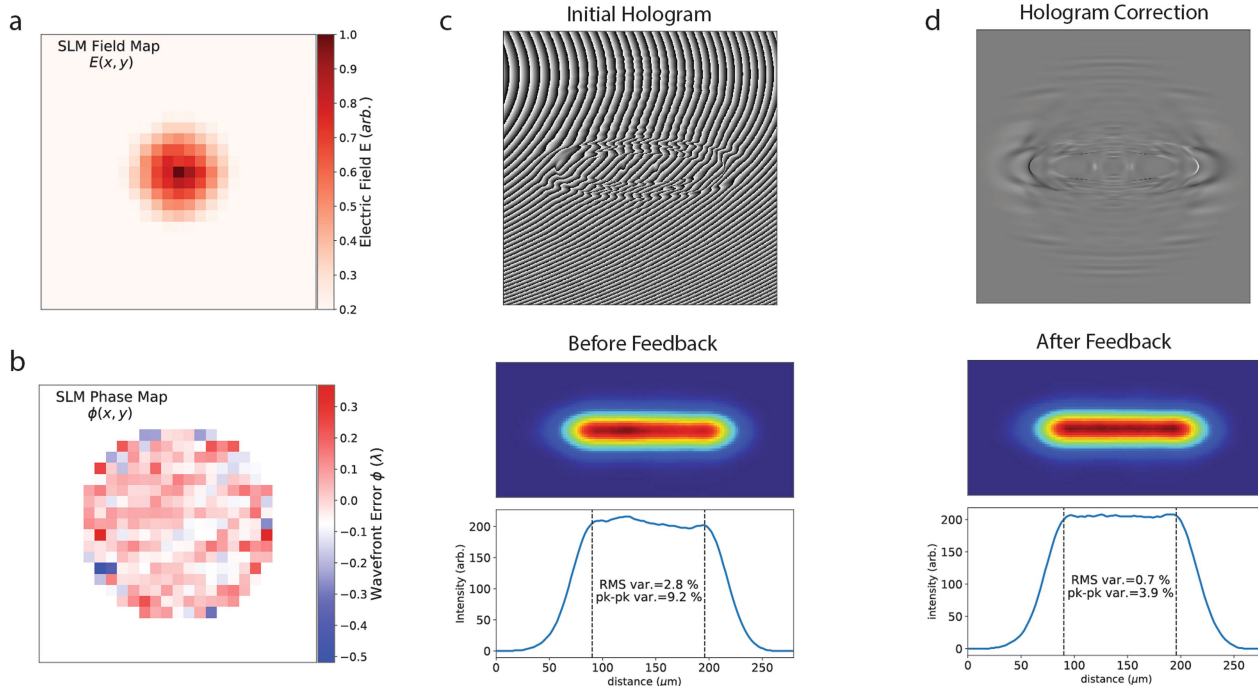 a
SLM Field Map
E(x, y)
1.0
0.9
0.8
0.7
0.6
0.5
0.4
0.3
0.2
Electric Field E (arb.)
b
SLM Phase Map
ϕ(x, y)
0.3
0.2
0.1
0.0
−0.1
−0.2
−0.3
−0.4
−0.5
Wavefront Error ϕ (λ)
c
Initial Hologram
Before Feedback
200
150
100
50
0
Intensity (arb.)
RMS var.=2.8 %
pk-pk var.=9.2 %
0 50 100 150 200 250
distance (μm)
d
Hologram Correction
After Feedback
200
150
100
50
0
intensity (arb.)
RMS var.=0.7 %
pk-pk var.=3.9 %
0 50 100 150 200 250
distance (μm)